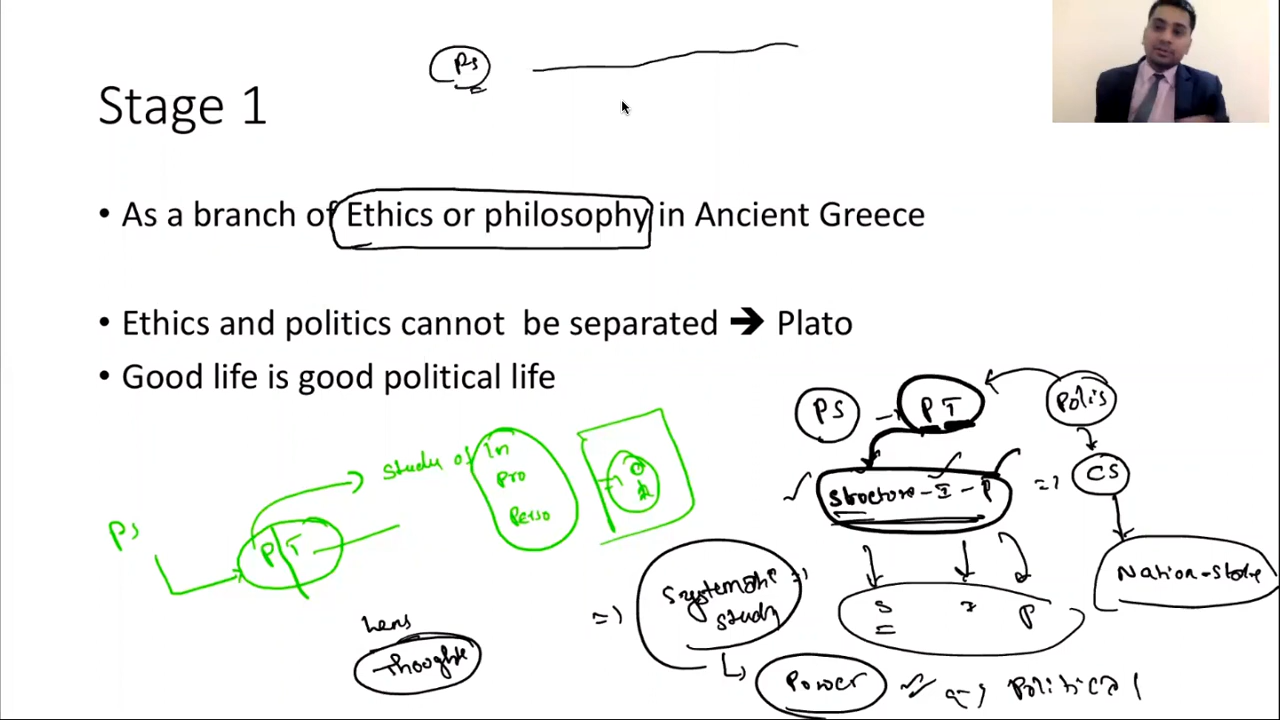 Ps
Stage 1
• As a branch of Ethics or philosophy in Ancient Greece
• Ethics and politics cannot be separated → Plato
• Good life is good political life
PS → PT
Polis
CS
Structure - I - P
Study of In
Pro
Perso
Ps
PT
Nation-State
Systematic
study
S I P
lens
thought
Power
Political